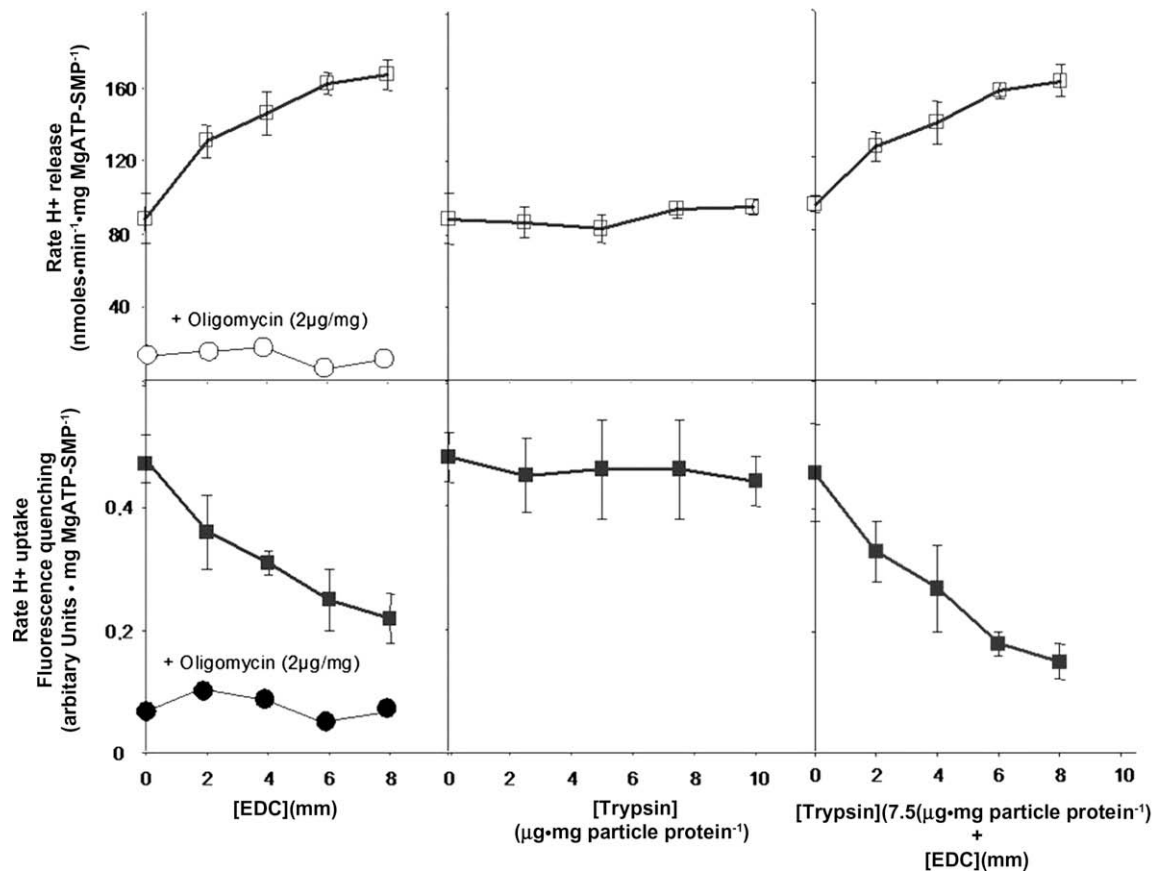 Rate H+ release
(nmoles•min⁻¹•mg MgATP-SMP⁻¹)
160
120
80
40
+ Oligomycin (2µg/mg)
Rate H+ uptake
Fluorescence quenching
(arbitary Units • mg MgATP-SMP⁻¹)
0,4
0,2
0
+ Oligomycin (2µg/mg)
0 2 4 6 8
[EDC](mm)
0 2 4 6 8 10
[Trypsin]
(µg•mg particle protein⁻¹)
0 2 4 6 8 10
[Trypsin](7.5(µg•mg particle protein⁻¹)
+
[EDC](mm)